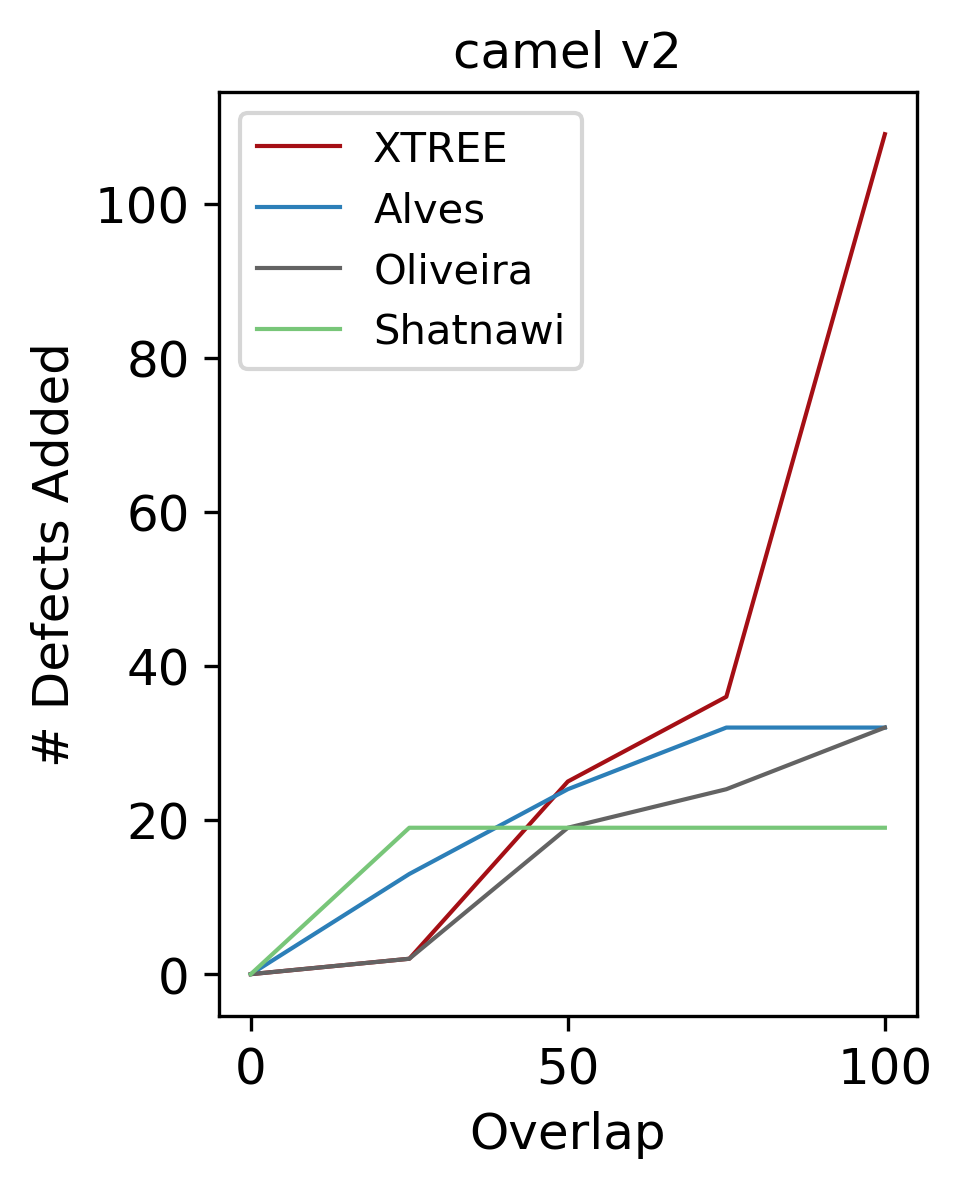 camel v2
XTREE
Alves
Oliveira
Shatnawi
# Defects Added
100
80
60
40
20
0
0 50 100
Overlap